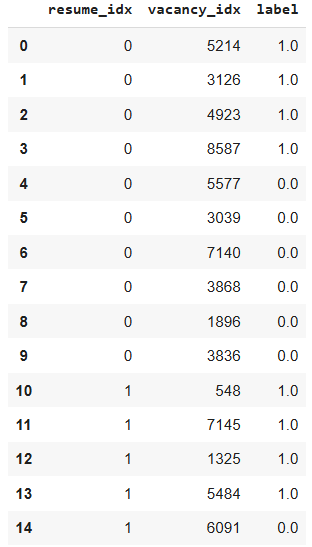 resume_idx vacancy_idx label
0 0 5214 1.0
1 0 3126 1.0
2 0 4923 1.0
3 0 8587 1.0
4 0 5577 0.0
5 0 3039 0.0
6 0 7140 0.0
7 0 3868 0.0
8 0 1896 0.0
9 0 3836 0.0
10 1 548 1.0
11 1 7145 1.0
12 1 1325 1.0
13 1 5484 1.0
14 1 6091 0.0